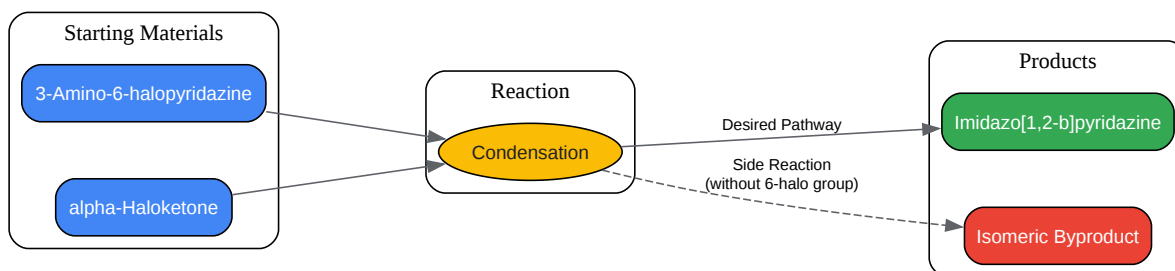 Starting Materials
3-Amino-6-halopyridazine
alpha-Haloketone
Reaction
Condensation
Desired Pathway
Side Reaction
(without 6-halo group)
Products
Imidazo[1,2-b]pyridazine
Isomeric Byproduct